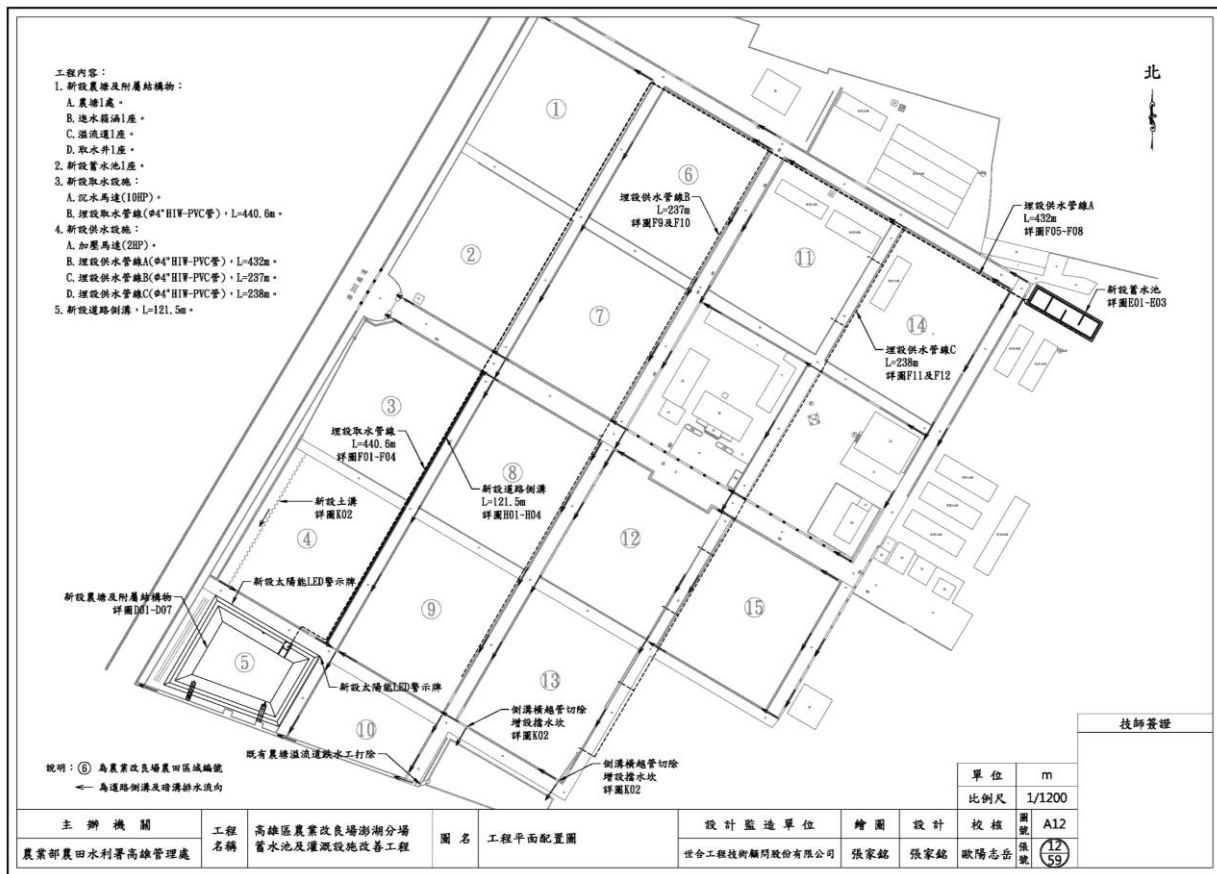 工程內容：
1. 新設農塘及附屬結構物：
A. 農塘1處。
B. 進水箱涵1座。
C. 溢流道1座。
D. 取水井1座。
2. 新設蓄水池1座。
3. 新設取水設施：
A. 沉水馬達(10HP)。
B. 埋設取水管線(Ø4"HIW-PVC管)，L=440.6m。
4. 新設供水設施：
A. 加壓馬達(2HP)。
B. 埋設供水管線A(Ø4"HIW-PVC管)，L=432m。
C. 埋設供水管線B(Ø4"HIW-PVC管)，L=237m。
D. 埋設供水管線C(Ø4"HIW-PVC管)，L=238m。
5. 新設道路側溝，L=121.5m。
北
①
⑥
埋設供水管線B
L=237m
詳圖F9及F10
埋設供水管線A
L=432m
詳圖F05~F08
②
⑪
⑦
新設蓄水池
詳圖E01~E03
⑭
埋設供水管線C
L=238m
詳圖F11及F12
③
埋設取水管線
L=440.6m
詳圖F01~F04
⑧
新設道路側溝
L=121.5m
詳圖H01~H04
新設土溝
詳圖K02
④
⑫
新設太陽能LED警示牌
新設農塘及附屬結構物
詳圖D01~D07
⑨
⑮
⑤
新設太陽能LED警示牌
⑬
⑩
側溝橫越管切除
增設擋水坎
詳圖K02
既有農塘溢流道跌水工打除
側溝橫越管切除
增設擋水坎
詳圖K02
說明：⑥ 為農業改良場農田區域編號
← 為道路側溝及暗溝排水流向
技師簽證
單位 m
比例尺 1/1200
主辦機關
農業部農田水利署高雄管理處
工程名稱
高雄區農業改良場澎湖分場
蓄水池及灌溉設施改善工程
圖名 工程平面配置圖
設計監造單位
世合工程技術顧問股份有限公司
繪圖
張家銘
設計
張家銘
校核
歐陽志岳
圖號 A12
張號 12/59